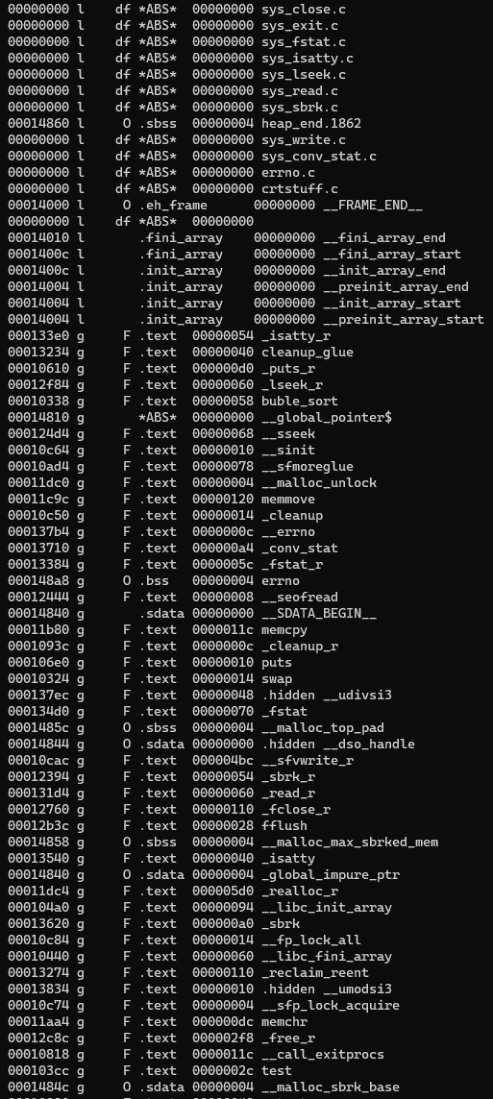 00000000 l    df *ABS*  00000000 sys_close.c
00000000 l    df *ABS*  00000000 sys_exit.c
00000000 l    df *ABS*  00000000 sys_fstat.c
00000000 l    df *ABS*  00000000 sys_isatty.c
00000000 l    df *ABS*  00000000 sys_lseek.c
00000000 l    df *ABS*  00000000 sys_read.c
00000000 l    df *ABS*  00000000 sys_sbrk.c
00014860 l     O .sbss  00000004 heap_end.1862
00000000 l    df *ABS*  00000000 sys_write.c
00000000 l    df *ABS*  00000000 sys_conv_stat.c
00000000 l    df *ABS*  00000000 errno.c
00000000 l    df *ABS*  00000000 crtstuff.c
00014000 l     O .eh_frame      00000000 __FRAME_END__
00000000 l    df *ABS*  00000000
00014010 l       .fini_array    00000000 __fini_array_end
0001400c l       .fini_array    00000000 __fini_array_start
0001400c l       .init_array    00000000 __init_array_end
00014004 l       .init_array    00000000 __preinit_array_end
00014004 l       .init_array    00000000 __init_array_start
00014004 l       .init_array    00000000 __preinit_array_start
000133e0 g     F .text  00000054 _isatty_r
00013234 g     F .text  00000040 cleanup_glue
00010610 g     F .text  000000d0 _puts_r
00012f84 g     F .text  00000060 _lseek_r
00010338 g     F .text  00000058 buble_sort
00014810 g       *ABS*  00000000 __global_pointer$
000124d4 g     F .text  00000068 __sseek
00010c64 g     F .text  00000010 __sinit
00010ad4 g     F .text  00000078 __sfmoreglue
00011dc0 g     F .text  00000004 __malloc_unlock
00011c9c g     F .text  00000120 memmove
00010c50 g     F .text  00000014 _cleanup
000137b4 g     F .text  0000000c __errno
00013710 g     F .text  000000a4 _conv_stat
00013384 g     F .text  0000005c _fstat_r
000148a8 g     O .bss   00000004 errno
00012444 g     F .text  00000008 __seofread
00014840 g       .sdata 00000000 __SDATA_BEGIN__
00011b80 g     F .text  0000011c memcpy
0001093c g     F .text  0000000c _cleanup_r
000106e0 g     F .text  00000010 puts
00010324 g     F .text  00000014 swap
000137ec g     F .text  00000048 .hidden __udivsi3
000134d0 g     F .text  00000070 _fstat
0001485c g     O .sbss  00000004 __malloc_top_pad
00014844 g     O .sdata 00000000 .hidden __dso_handle
00010cac g     F .text  000004bc __sfvwrite_r
00012394 g     F .text  00000054 _sbrk_r
000131d4 g     F .text  00000060 _read_r
00012760 g     F .text  00000110 _fclose_r
00012b3c g     F .text  00000028 fflush
00014858 g     O .sbss  00000004 __malloc_max_sbrked_mem
00013540 g     F .text  00000040 _isatty
00014840 g     O .sdata 00000004 _global_impure_ptr
00011dc4 g     F .text  000005d0 _realloc_r
000104a0 g     F .text  00000094 __libc_init_array
00013620 g     F .text  000000a0 _sbrk
00010c84 g     F .text  00000014 __fp_lock_all
00010440 g     F .text  00000060 __libc_fini_array
00013274 g     F .text  00000110 _reclaim_reent
00013834 g     F .text  00000010 .hidden __umodsi3
00010c74 g     F .text  00000004 __sfp_lock_acquire
00011aa4 g     F .text  000000dc memchr
00012c8c g     F .text  000002f8 _free_r
00010818 g     F .text  0000011c __call_exitprocs
000103cc g     F .text  0000002c test
0001484c g     O .sdata 00000004 __malloc_sbrk_base